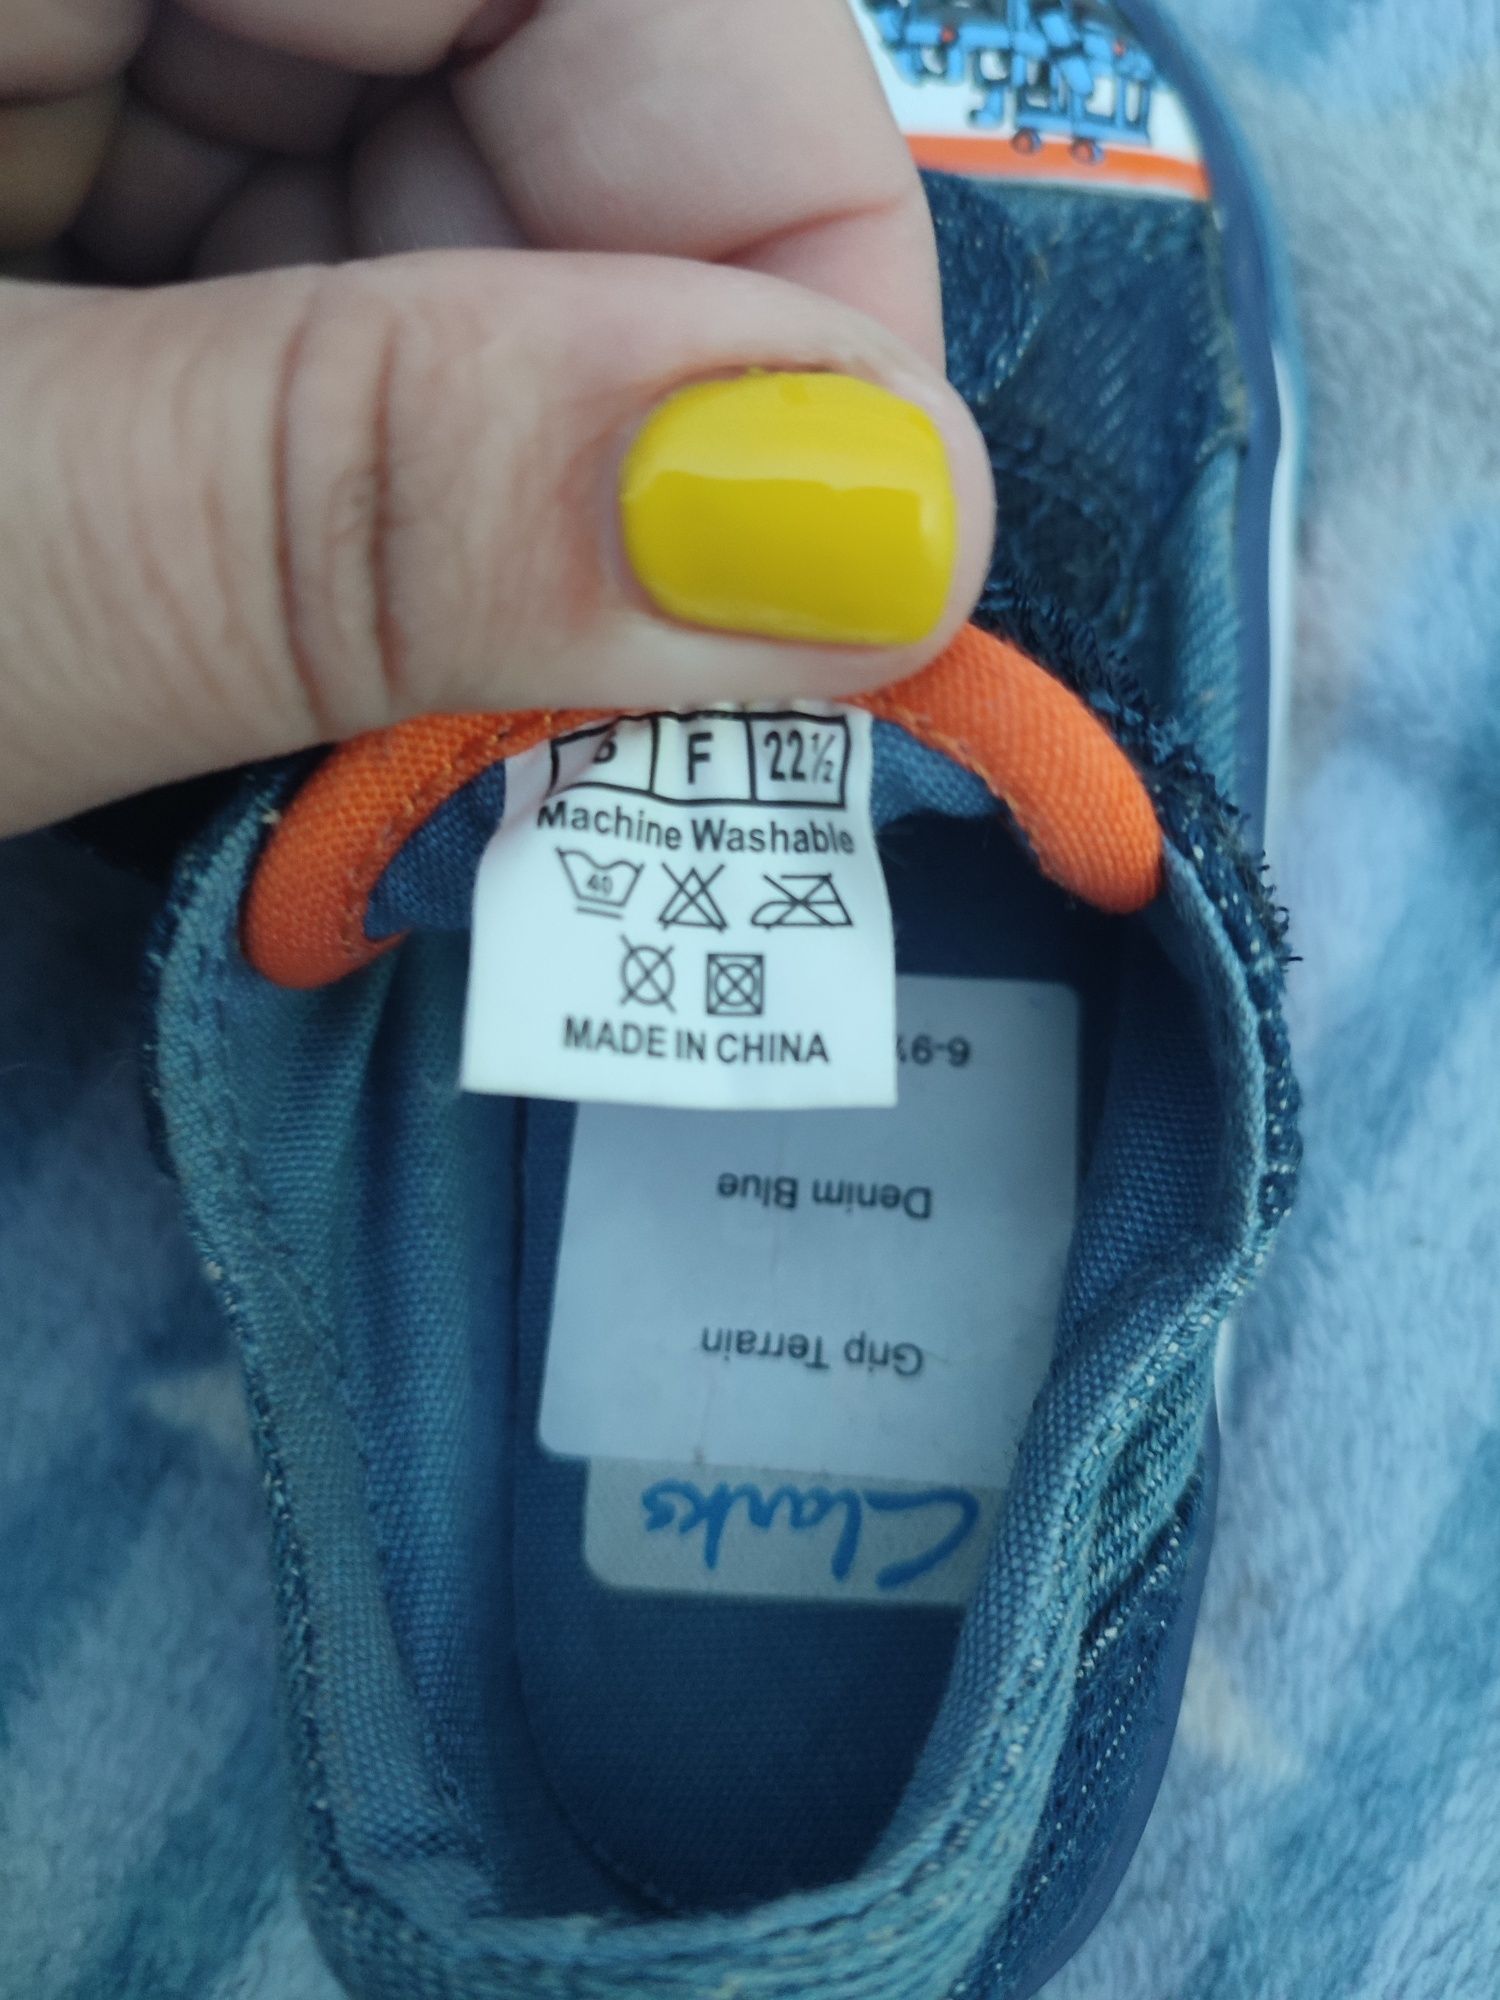 F 22½
Machine Washable
40
MADE IN CHINA
Denim Blue
Grip Terrain
Clarks